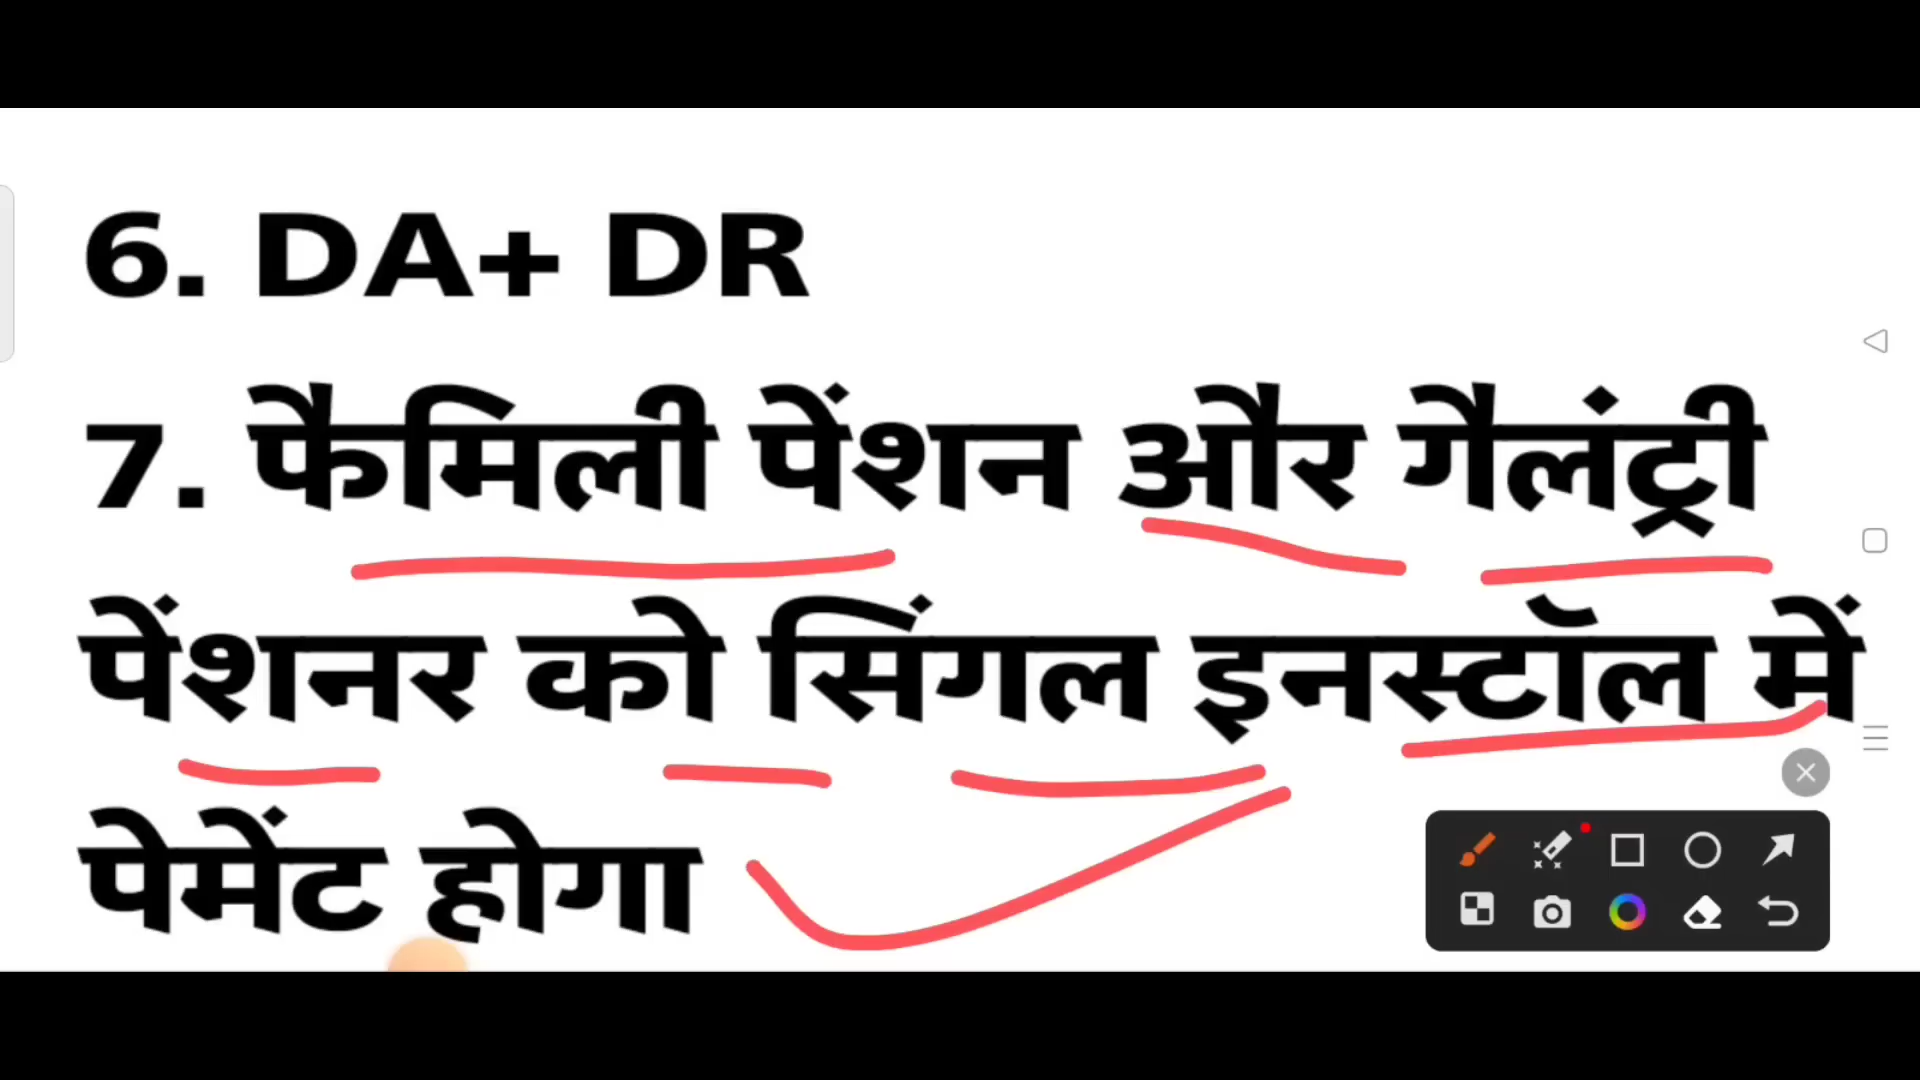 6. DA+ DR
7. फैमिली पेंशन और गैलंट्री
पेंशनर को सिंगल इनस्टॉल में
पेमेंट होगा